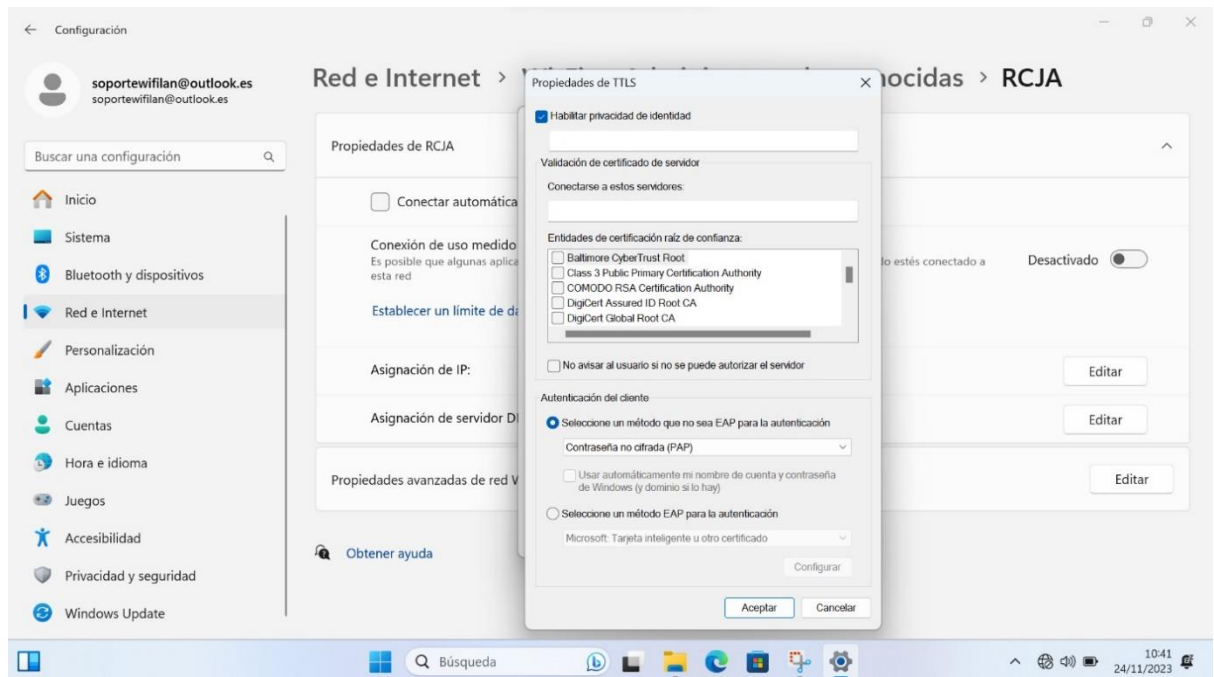 Configuración
soportewifilan@outlook.es
soportewifilan@outlook.es
Buscar una configuración
Inicio
Sistema
Bluetooth y dispositivos
Red e Internet
Personalización
Aplicaciones
Cuentas
Hora e idioma
Juegos
Accesibilidad
Privacidad y seguridad
Windows Update
Red e Internet > nocidas > RCJA
Propiedades de RCJA
Conectar automática
Conexión de uso medido
Es posible que algunas aplica
do estés conectado a
esta red
Desactivado
Establecer un límite de da
Asignación de IP:
Editar
Asignación de servidor D
Editar
Propiedades avanzadas de red W
Editar
Obtener ayuda
Propiedades de TTLS
Habilitar privacidad de identidad
Validación de certificado de servidor
Conectarse a estos servidores:
Entidades de certificación raíz de confianza:
Baltimore CyberTrust Root
Class 3 Public Primary Certification Authority
COMODO RSA Certification Authority
DigiCert Assured ID Root CA
DigiCert Global Root CA
No avisar al usuario si no se puede autorizar el servidor
Autenticación del cliente
Seleccione un método que no sea EAP para la autenticación
Contraseña no cifrada (PAP)
Usar automáticamente mi nombre de cuenta y contraseña
de Windows (y dominio si lo hay)
Seleccione un método EAP para la autenticación
Microsoft: Tarjeta inteligente u otro certificado
Configurar
Aceptar
Cancelar
Búsqueda
10:41
24/11/2023